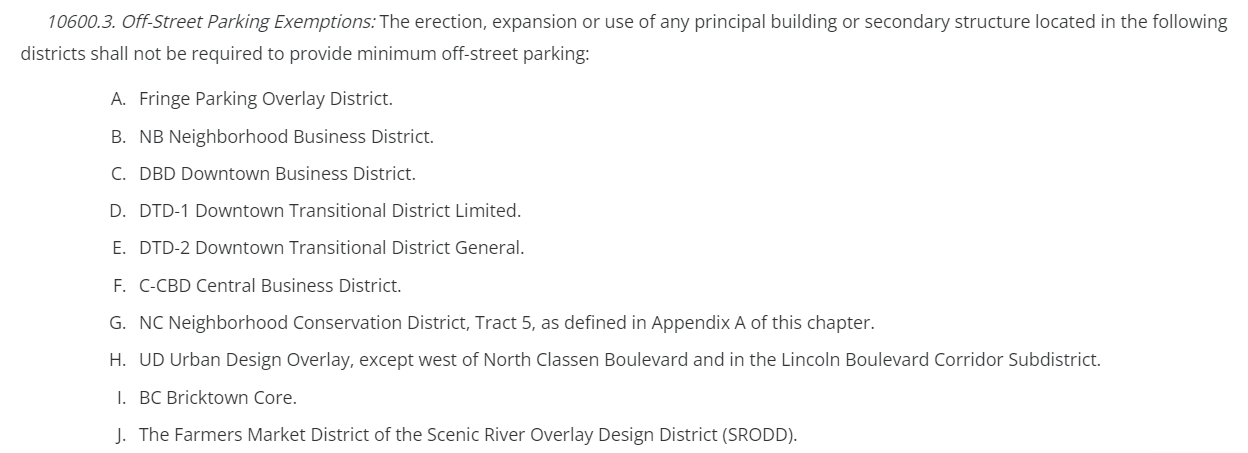 10600.3. Off-Street Parking Exemptions: The erection, expansion or use of any principal building or secondary structure located in the following
districts shall not be required to provide minimum off-street parking:
A. Fringe Parking Overlay District.
B. NB Neighborhood Business District.
C. DBD Downtown Business District.
D. DTD-1 Downtown Transitional District Limited.
E. DTD-2 Downtown Transitional District General.
F. C-CBD Central Business District.
G. NC Neighborhood Conservation District, Tract 5, as defined in Appendix A of this chapter.
H. UD Urban Design Overlay, except west of North Classen Boulevard and in the Lincoln Boulevard Corridor Subdistrict.
I. BC Bricktown Core.
J. The Farmers Market District of the Scenic River Overlay Design District (SRODD).